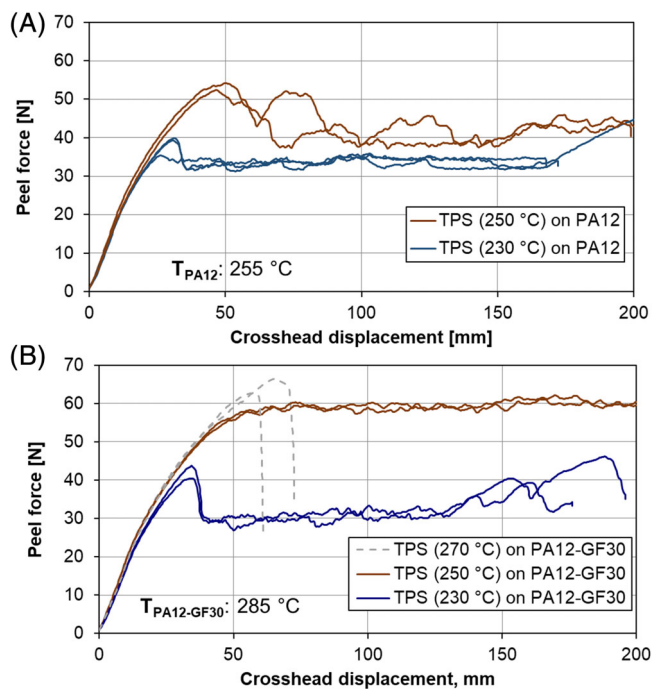 (A)
70
60
50
40
30
20
10
0
Peel force [N]
TPS (250 °C) on PA12
TPS (230 °C) on PA12
TPA12: 255 °C
0 50 100 150 200
Crosshead displacement [mm]
(B)
70
60
50
40
30
20
10
0
Peel force [N]
TPS (270 °C) on PA12-GF30
TPS (250 °C) on PA12-GF30
TPS (230 °C) on PA12-GF30
TPA12-GF30: 285 °C
0 50 100 150 200
Crosshead displacement, mm